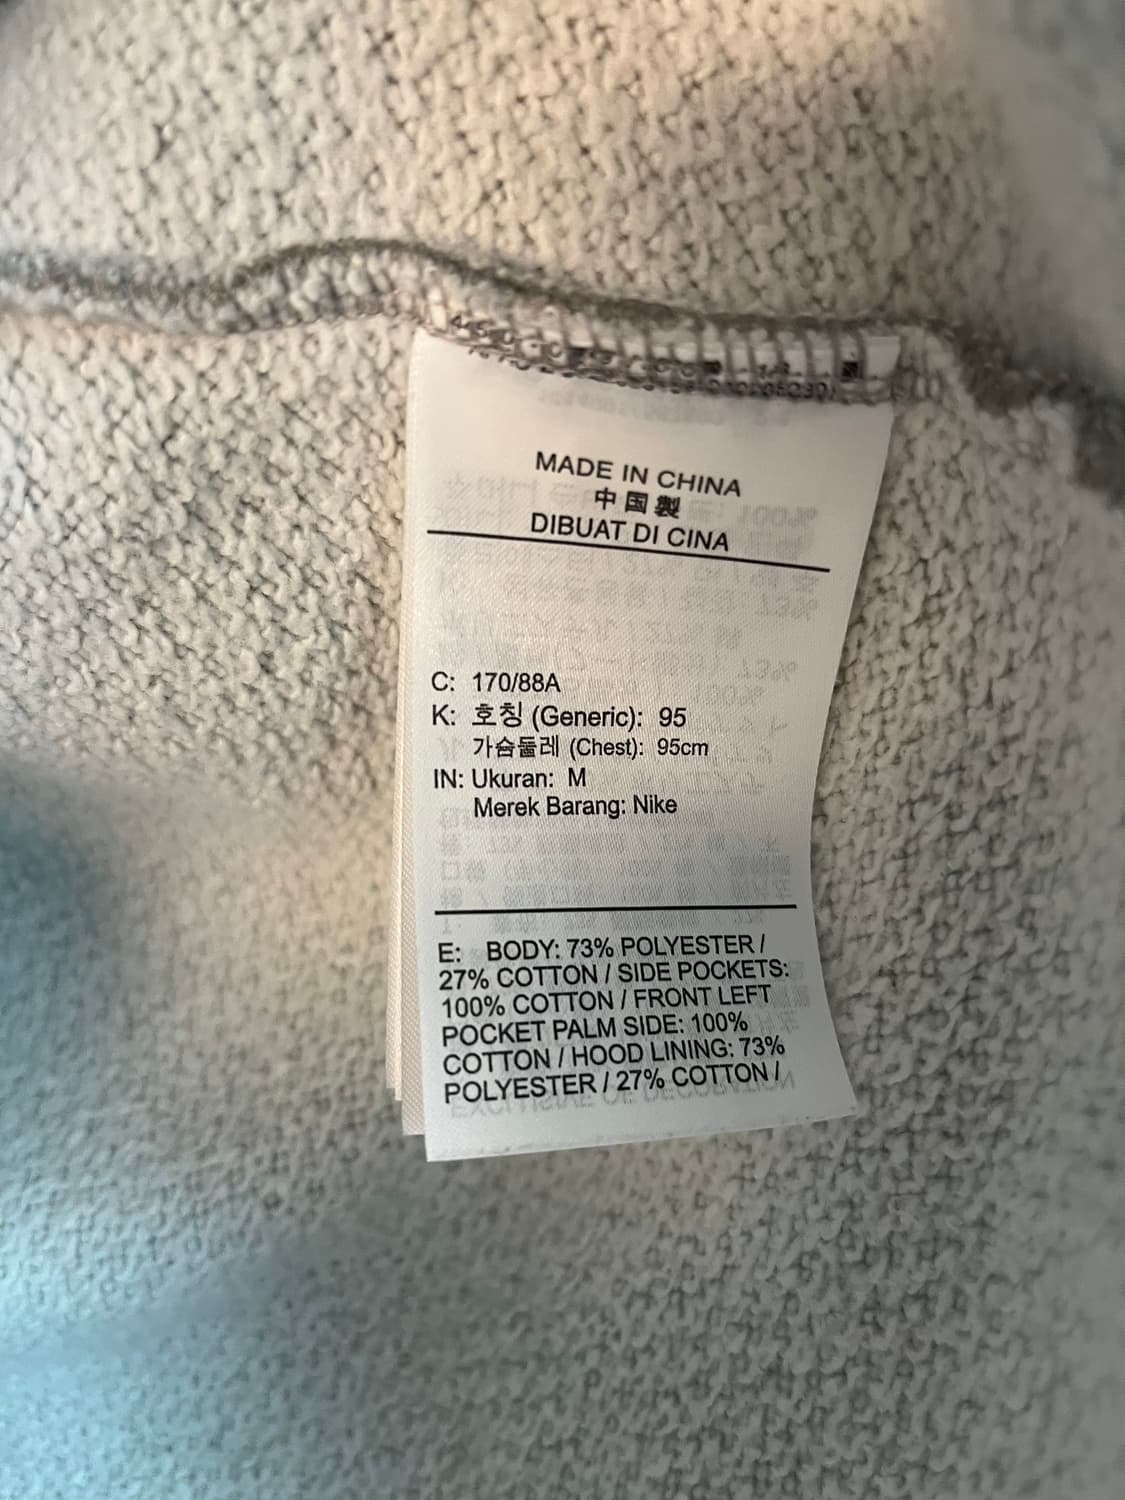 MADE IN CHINA
中国製
DIBUAT DI CINA
C: 170/88A
K: 호칭 (Generic): 95
가슴둘레 (Chest): 95cm
IN: Ukuran: M
Merek Barang: Nike
E: BODY: 73% POLYESTER /
27% COTTON / SIDE POCKETS:
100% COTTON / FRONT LEFT
POCKET PALM SIDE: 100%
COTTON / HOOD LINING: 73%
POLYESTER / 27% COTTON /